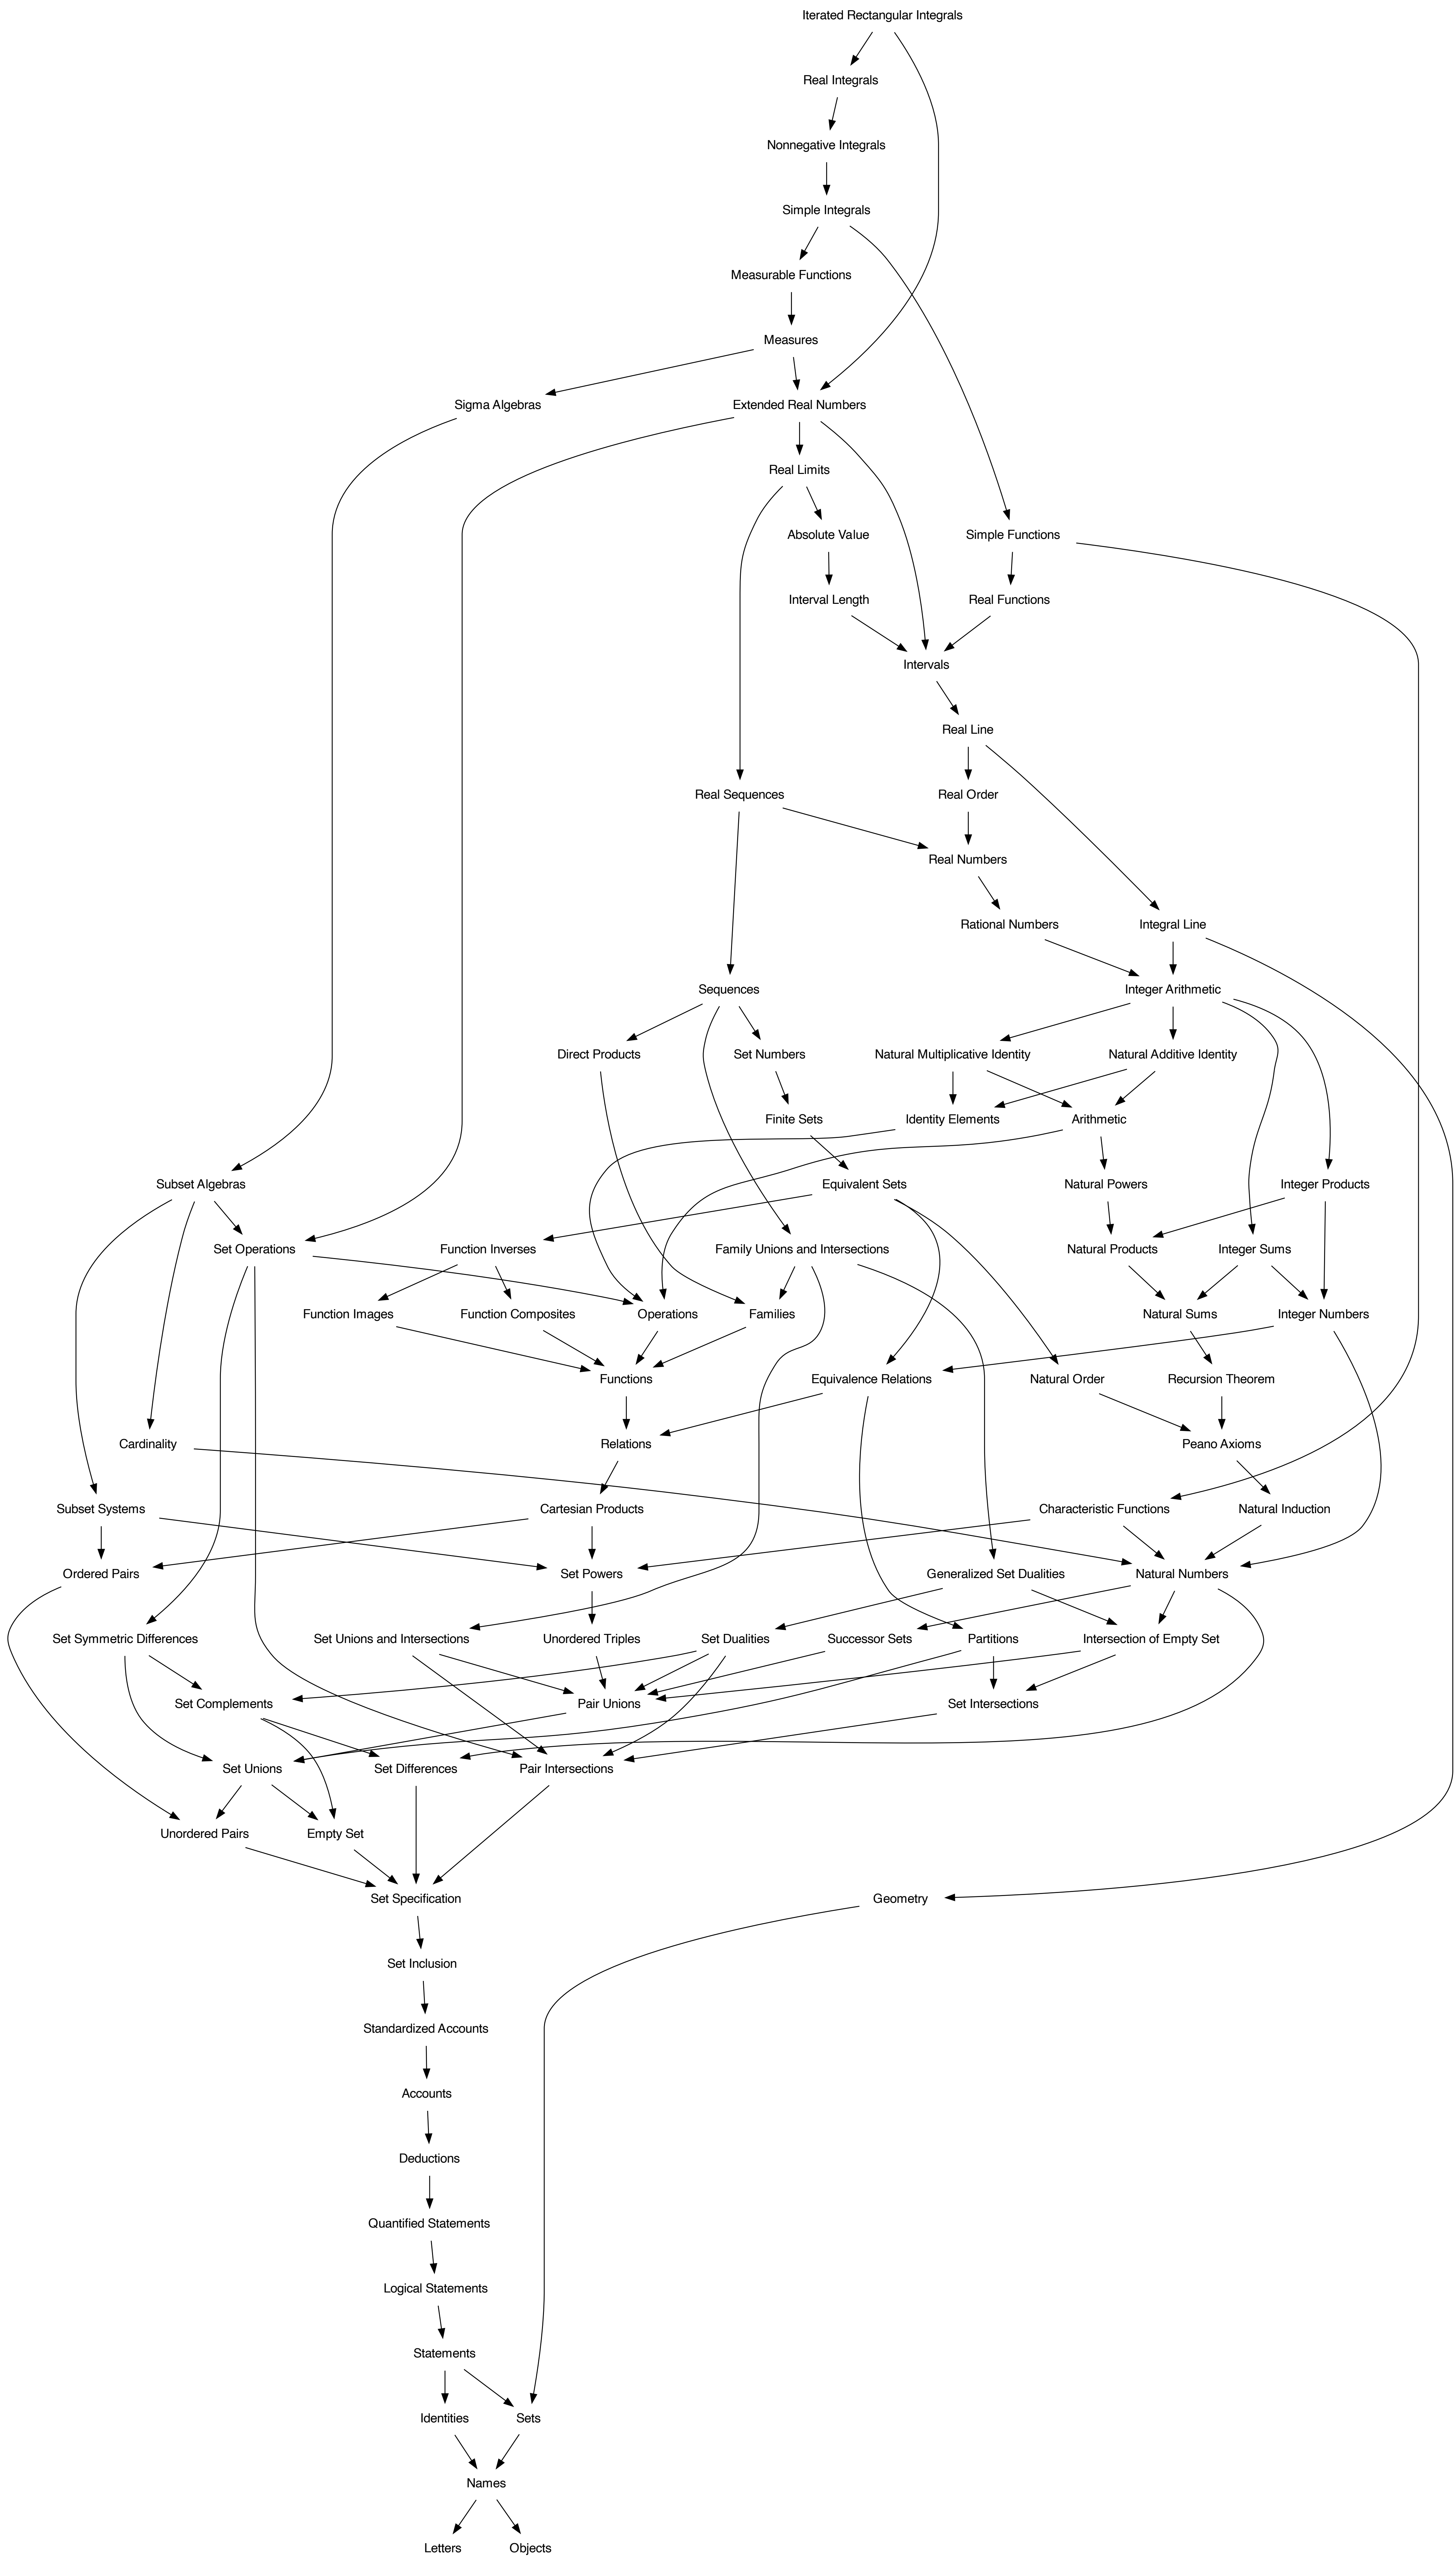 Iterated Rectangular Integrals
Real Integrals
Nonnegative Integrals
Simple Integrals
Measurable Functions
Measures
Sigma Algebras
Extended Real Numbers
Real Limits
Absolute Value
Simple Functions
Interval Length
Real Functions
Intervals
Real Line
Real Sequences
Real Order
Real Numbers
Rational Numbers
Integral Line
Sequences
Integer Arithmetic
Direct Products
Set Numbers
Natural Multiplicative Identity
Natural Additive Identity
Finite Sets
Identity Elements
Arithmetic
Subset Algebras
Equivalent Sets
Natural Powers
Integer Products
Set Operations
Function Inverses
Family Unions and Intersections
Natural Products
Integer Sums
Function Images
Function Composites
Operations
Families
Natural Sums
Integer Numbers
Functions
Equivalence Relations
Natural Order
Recursion Theorem
Cardinality
Relations
Peano Axioms
Subset Systems
Cartesian Products
Characteristic Functions
Natural Induction
Ordered Pairs
Set Powers
Generalized Set Dualities
Natural Numbers
Set Symmetric Differences
Set Unions and Intersections
Unordered Triples
Set Dualities
Successor Sets
Partitions
Intersection of Empty Set
Set Complements
Pair Unions
Set Intersections
Set Unions
Set Differences
Pair Intersections
Unordered Pairs
Empty Set
Set Specification
Geometry
Set Inclusion
Standardized Accounts
Accounts
Deductions
Quantified Statements
Logical Statements
Statements
Identities
Sets
Names
Letters
Objects